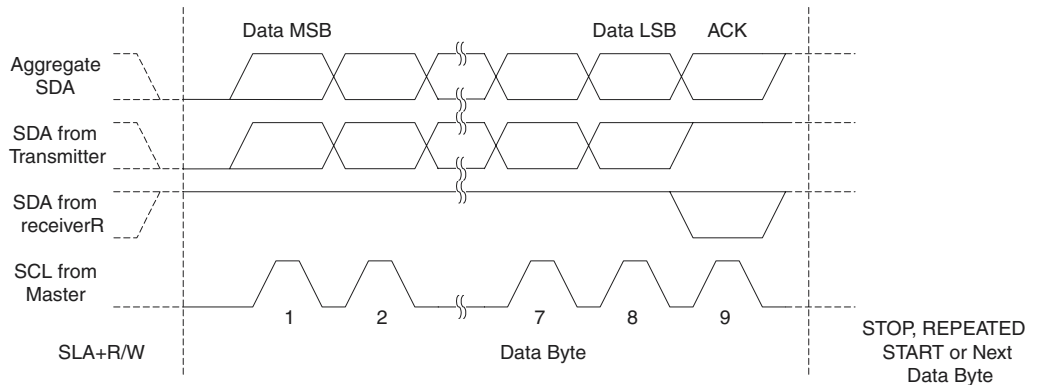 Data MSB
Data LSB
ACK
Aggregate
SDA
SDA from
Transmitter
SDA from
receiverR
SCL from
Master
1
2
7
8
9
SLA+R/W
Data Byte
STOP, REPEATED
START or Next
Data Byte